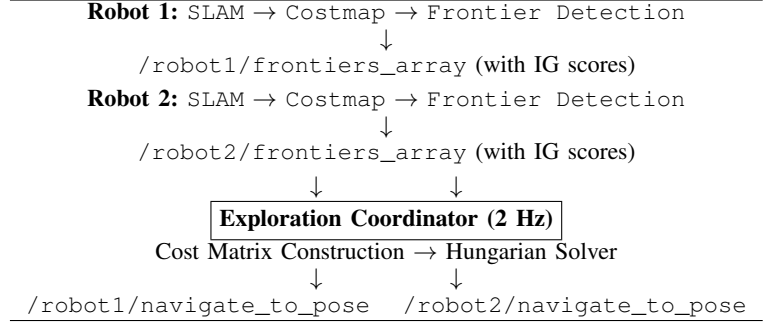 Robot 1: SLAM → Costmap → Frontier Detection
↓
/robot1/frontiers_array (with IG scores)
Robot 2: SLAM → Costmap → Frontier Detection
↓
/robot2/frontiers_array (with IG scores)
↓ ↓
Exploration Coordinator (2 Hz)
Cost Matrix Construction → Hungarian Solver
↓ ↓
/robot1/navigate_to_pose /robot2/navigate_to_pose